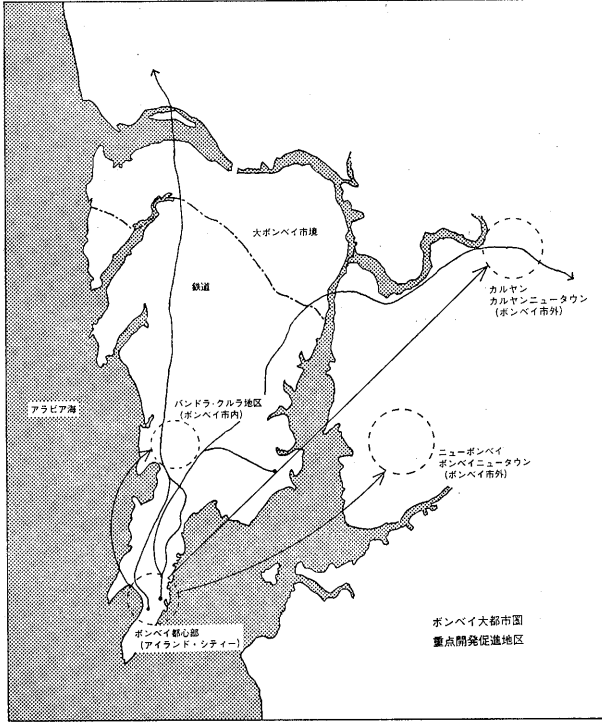 大ボンベイ市境
鉄道
カルヤン
カルヤンニュータウン
(ボンベイ市外)
バンドラ・クルラ地区
(ボンベイ市内)
アラビア海
ニューボンベイ
ボンベイニュータウン
(ボンベイ市外)
ボンベイ都心部
(アイランド・シティー)
ボンベイ大都市圏
重点開発促進地区